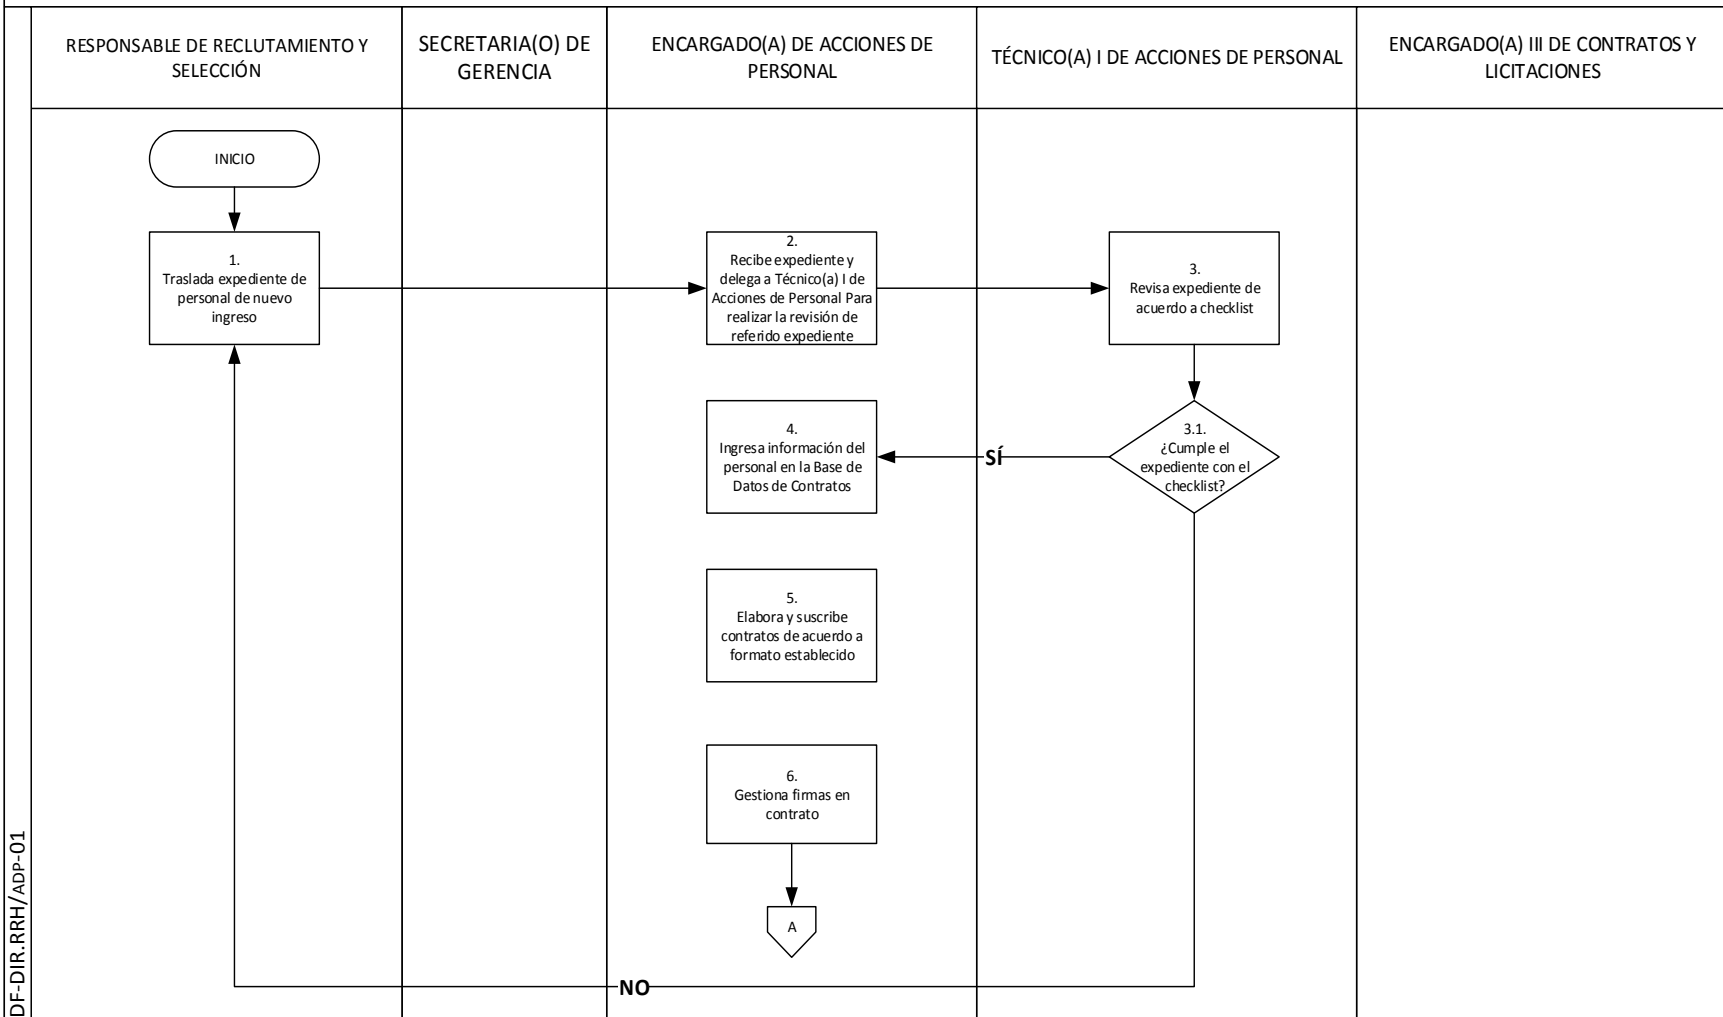 RESPONSABLE DE RECLUTAMIENTO Y
SELECCIÓN
SECRETARIA(O) DE
GERENCIA
ENCARGADO(A) DE ACCIONES DE
PERSONAL
TÉCNICO(A) I DE ACCIONES DE PERSONAL
ENCARGADO(A) III DE CONTRATOS Y
LICITACIONES
INICIO
1.
Traslada expediente de
personal de nuevo
ingreso
2.
Recibe expediente y
delega a Técnico(a) I de
Acciones de Personal Para
realizar la revisión de
referido expediente
3.
Revisa expediente de
acuerdo a checklist
3.1.
¿Cumple el
expediente con el
checklist?
SÍ
4.
Ingresa información del
personal en la Base de
Datos de Contratos
5.
Elabora y suscribe
contratos de acuerdo a
formato establecido
6.
Gestiona firmas en
contrato
A
NO
DF-DIR.RRH/ADP-01